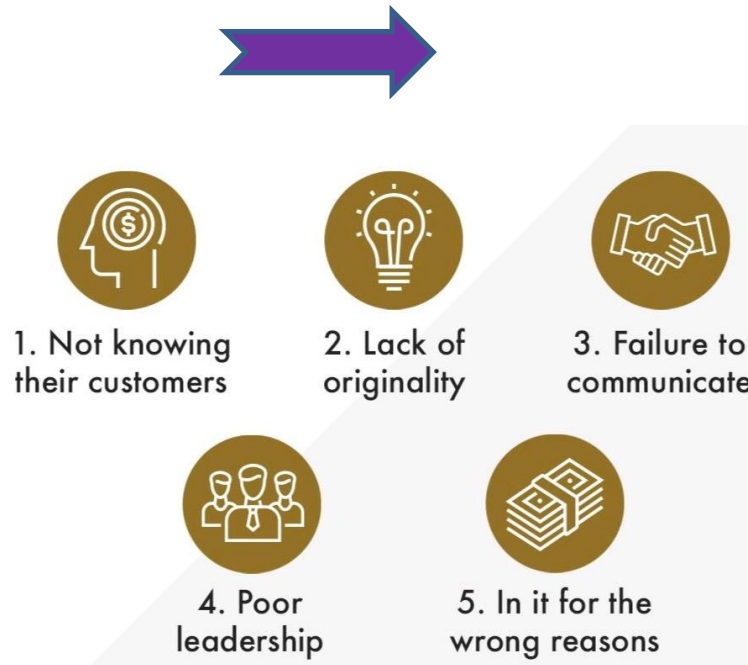 1. Not knowing
their customers
2. Lack of
originality
3. Failure to
communicate
4. Poor
leadership
5. In it for the
wrong reasons